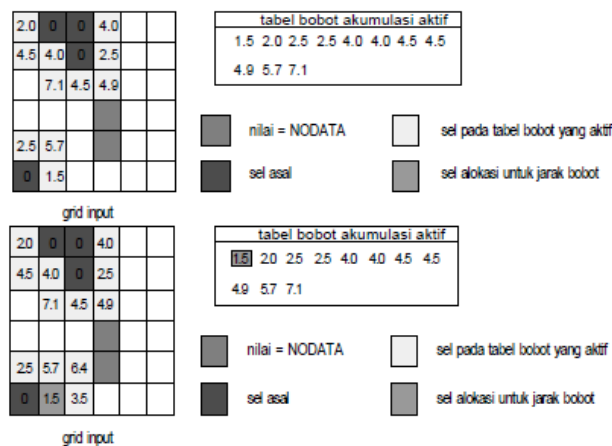 2.0 0 0 4.0
4.5 4.0 0 2.5
7.1 4.5 4.9
2.5 5.7
0 1.5
grid input
tabel bobot akumulasi aktif
1.5 2.0 2.5 2.5 4.0 4.0 4.5 4.5
4.9 5.7 7.1
nilai = NODATA
sel pada tabel bobot yang aktif
sel asal
sel alokasi untuk jarak bobot
2.0 0 0 4.0
4.5 4.0 0 2.5
7.1 4.5 4.9
2.5 5.7 6.4
0 1.5 3.5
grid input
tabel bobot akumulasi aktif
1.5 2.0 2.5 2.5 4.0 4.0 4.5 4.5
4.9 5.7 7.1
nilai = NODATA
sel pada tabel bobot yang aktif
sel asal
sel alokasi untuk jarak bobot